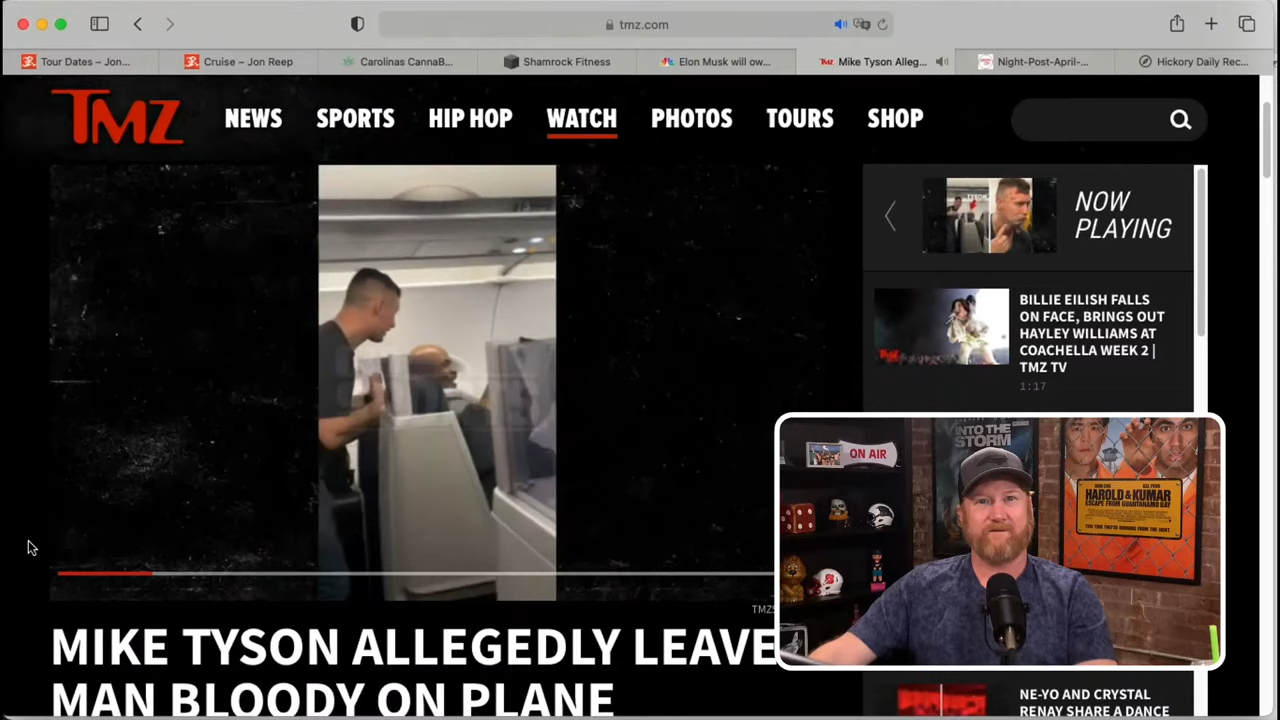 tmz.com
Tour Dates – Jon...
Cruise – Jon Reep
Carolinas CannaB...
Shamrock Fitness
Elon Musk will ow...
TMZ
Mike Tyson Alleg...
Night-Post-April-...
Hickory Daily Rec...
TMZ
NEWS
SPORTS
HIP HOP
WATCH
PHOTOS
TOURS
SHOP
NOW
PLAYING
BILLIE EILISH FALLS
ON FACE, BRINGS OUT
HAYLEY WILLIAMS AT
COACHELLA WEEK 2 |
TMZ TV
1:17
INTO THE
STORM
ON AIR
HAROLD & KUMAR
ESCAPE FROM GUANTANAMO BAY
MIKE TYSON ALLEGEDLY LEAVE
MAN BLOODY ON PLANE
NE-YO AND CRYSTAL
RENAY SHARE A DANCE